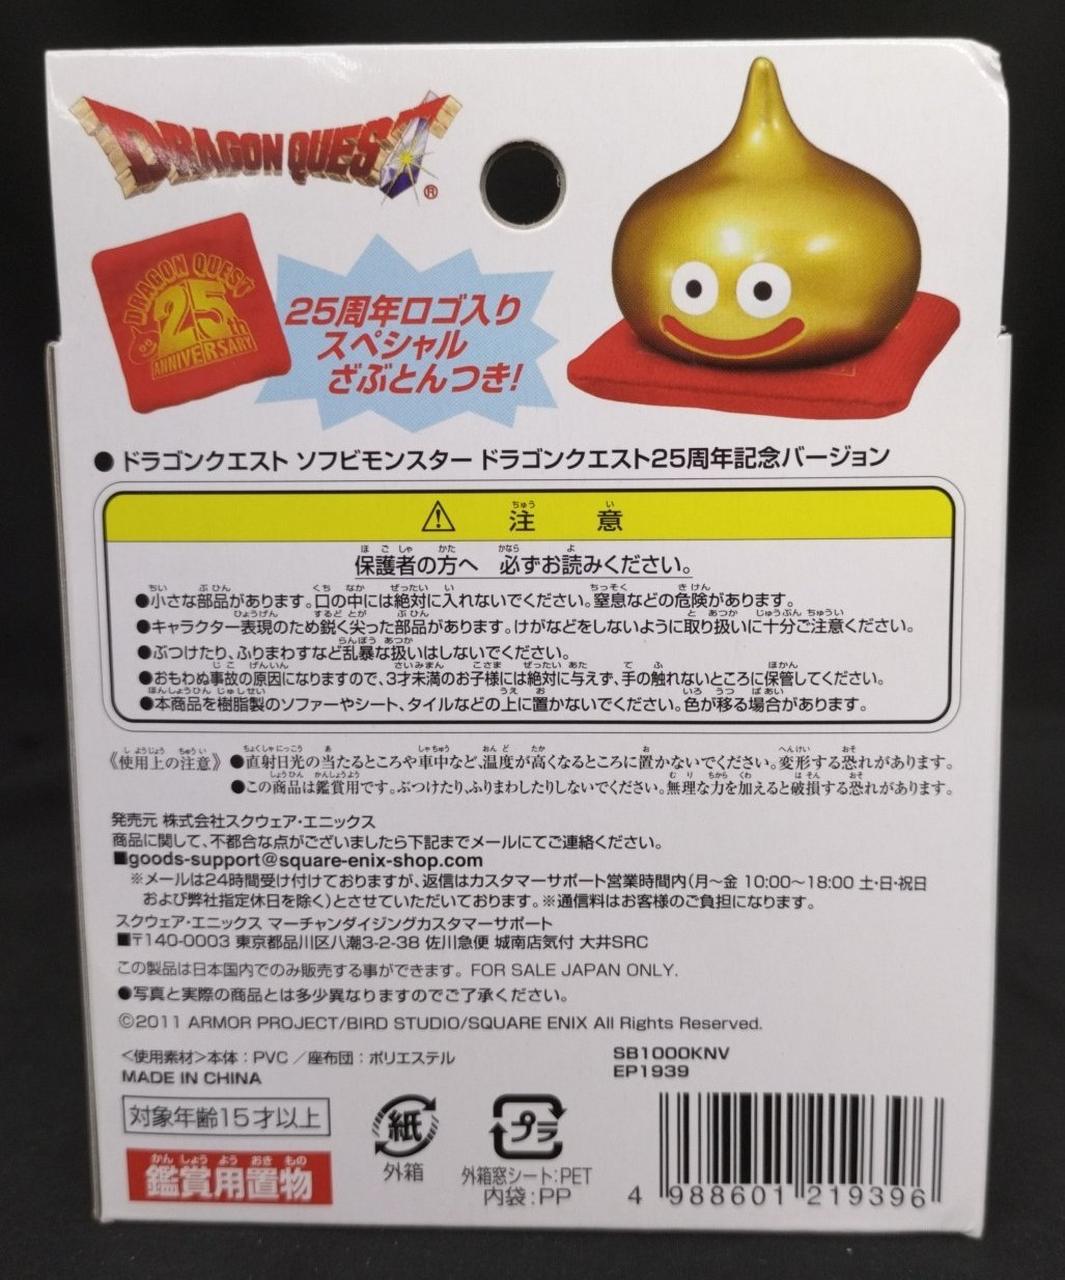 DRAGON QUEST®
DRAGON QUEST
25th
ANNIVERSARY
25周年ロゴ入り
スペシャル
ざぶとんつき!
●ドラゴンクエスト ソフビモンスター ドラゴンクエスト25周年記念バージョン
⚠ 注意
保護者の方へ 必ずお読みください。
●小さな部品があります。口の中には絶対に入れないでください。窒息などの危険があります。
●キャラクター表現のため鋭く尖った部品があります。けがなどをしないように取り扱いに十分ご注意ください。
●ぶつけたり、ふりまわすなど乱暴な扱いはしないでください。
●おもわぬ事故の原因になりますので、3才未満のお子様には絶対に与えず、手の触れないところに保管してください。
●本商品を樹脂製のソファーやシート、タイルなどの上に置かないでください。色が移る場合があります。
《使用上の注意》●直射日光の当たるところや車中など、温度が高くなるところに置かないでください。変形する恐れがあります。
●この商品は鑑賞用です。ぶつけたり、ふりまわしたりしないでください。無理な力を加えると破損する恐れがあります。
発売元 株式会社スクウェア・エニックス
商品に関して、不都合な点がございましたら下記までメールにてご連絡ください。
■goods-support@square-enix-shop.com
※メールは24時間受け付けておりますが、返信はカスタマーサポート営業時間内(月〜金 10:00〜18:00 土・日・祝日
および弊社指定休日を除く)とさせていただいております。※通信料はお客様のご負担になります。
スクウェア・エニックス マーチャンダイジングカスタマーサポート
■〒140-0003 東京都品川区八潮3-2-38 佐川急便 城南店気付 大井SRC
この製品は日本国内でのみ販売する事ができます。FOR SALE JAPAN ONLY.
●写真と実際の商品とは多少異なりますのでご了承ください。
©2011 ARMOR PROJECT/BIRD STUDIO/SQUARE ENIX All Rights Reserved.
<使用素材>本体:PVC/座布団:ポリエステル
MADE IN CHINA
SB1000KNV
EP1939
対象年齢15才以上
鑑賞用置物
紙
外箱
プラ
外箱窓シート:PET
内袋:PP
4 988601 219396